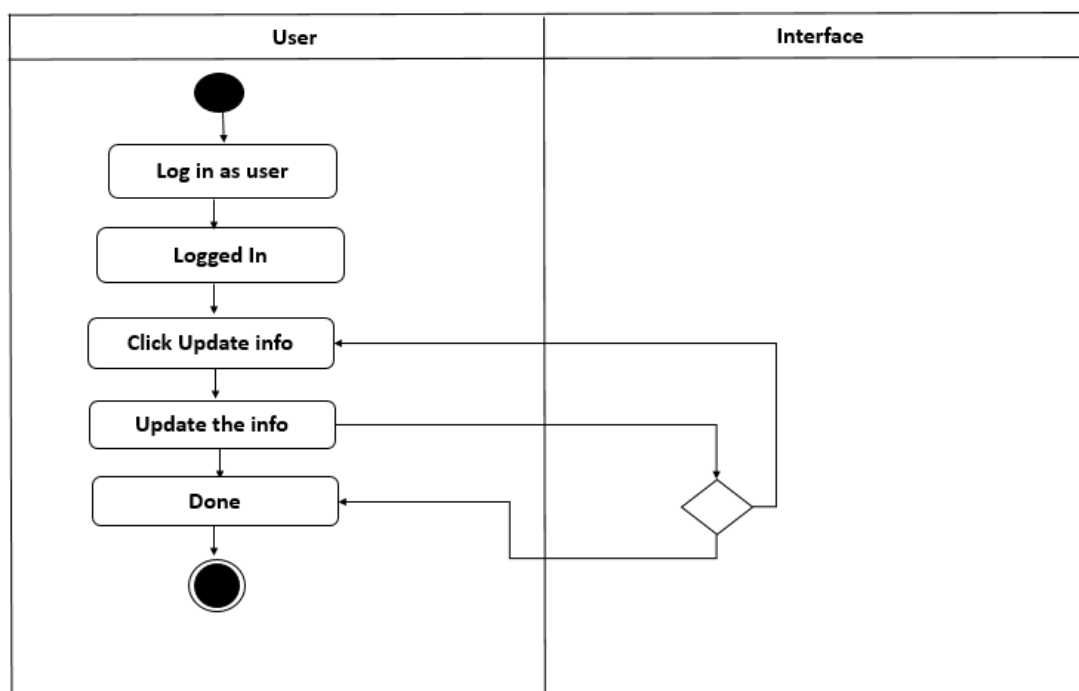 User
Interface
Log in as user
Logged In
Click Update info
Update the info
Done